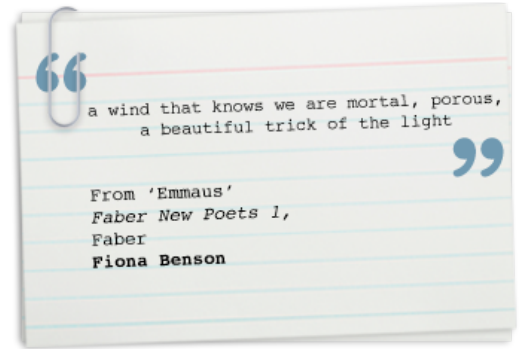 “
a wind that knows we are mortal, porous,
a beautiful trick of the light
”
From ‘Emmaus’
Faber New Poets 1,
Faber
Fiona Benson